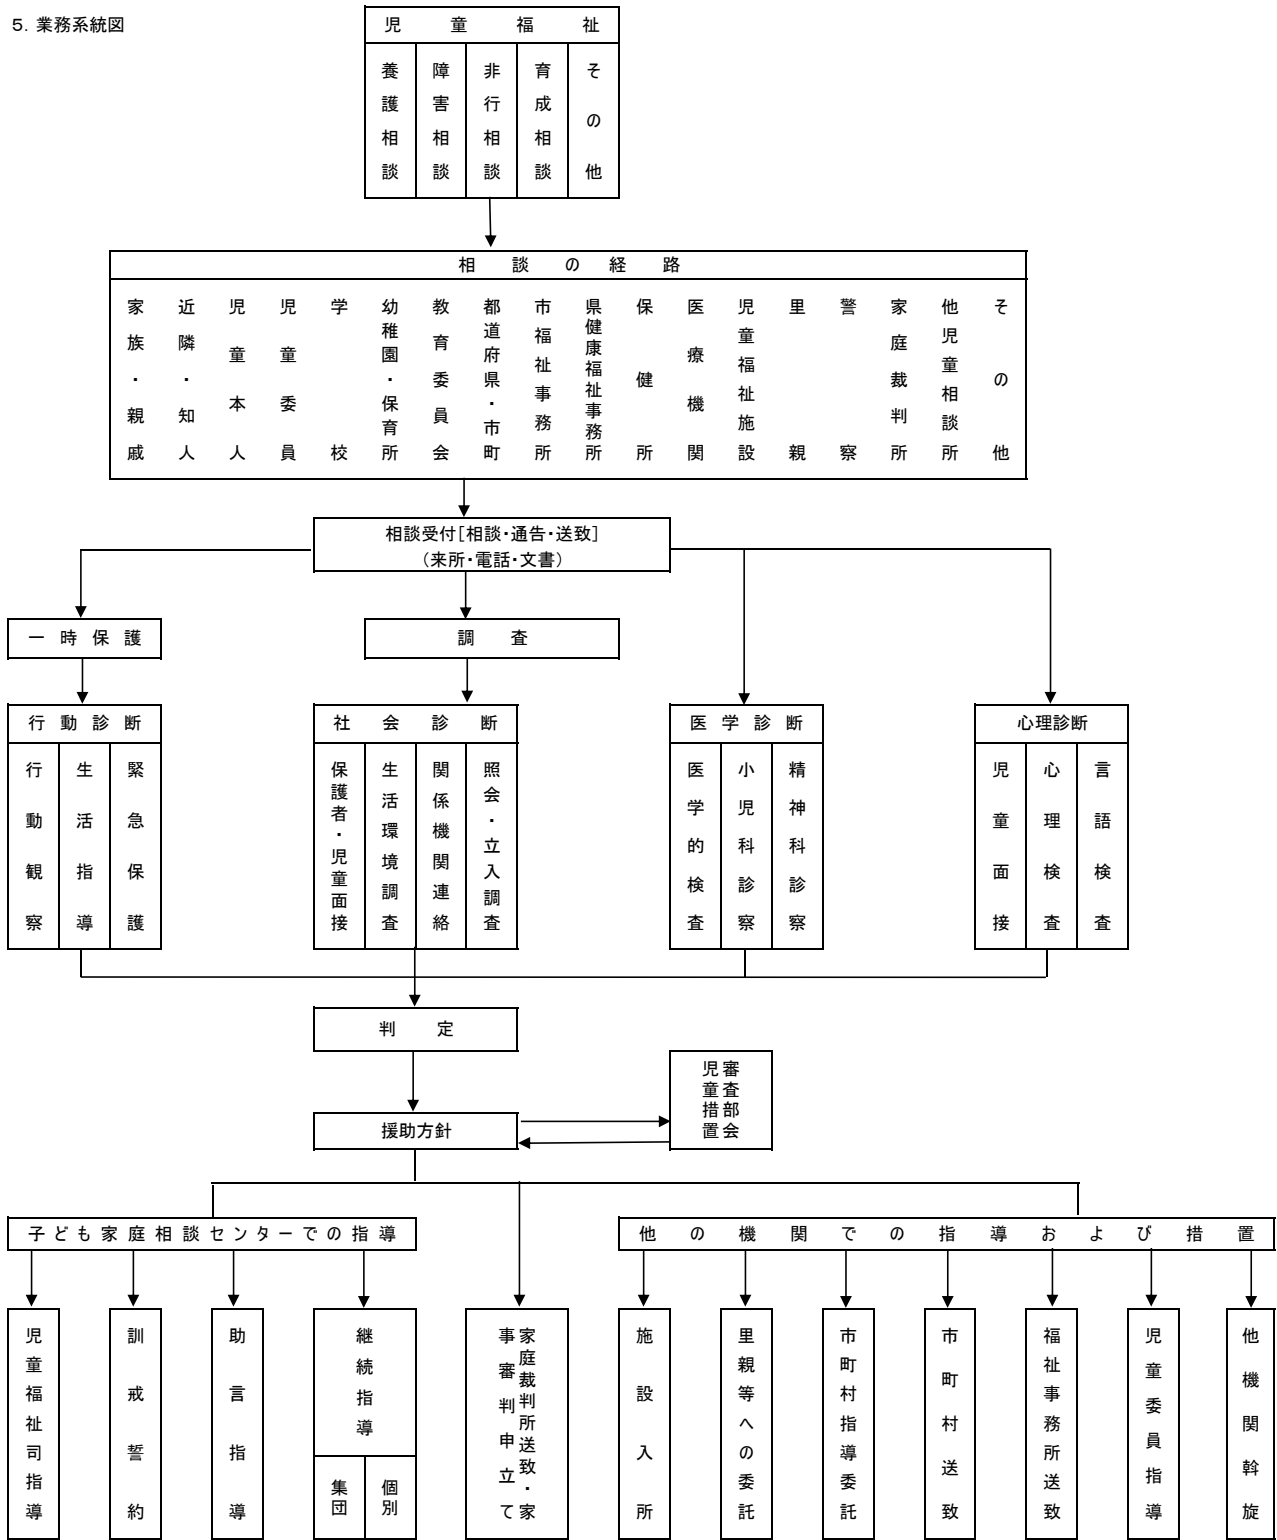 5．業務系統図
児童福祉
養護相談
障害相談
非行相談
育成相談
その他
相談の経路
家族・親戚
近隣・知人
児童本人
児童委員
学校
幼稚園・保育所
教育委員会
都道府県・市町
市福祉事務所
県健康福祉事務所
保健所
医療機関
児童福祉施設
里親
警察
家庭裁判所
他児童相談所
その他
相談受付［相談・通告・送致］
（来所・電話・文書）
一時保護
調査
行動診断
行動観察
生活指導
緊急保護
社会診断
保護者・児童面接
生活環境調査
関係機関連絡
照会・立入調査
医学診断
医学的検査
小児科診察
精神科診察
心理診断
児童面接
心理検査
言語検査
判定
援助方針
審査部会
児童措置
子ども家庭相談センターでの指導
児童福祉司指導
訓戒誓約
助言指導
継続指導
集団
個別
家庭裁判所送致・家
事審判申立て
他の機関での指導および措置
施設入所
里親等への委託
市町村指導委託
市町村送致
福祉事務所送致
児童委員指導
他機関斡旋